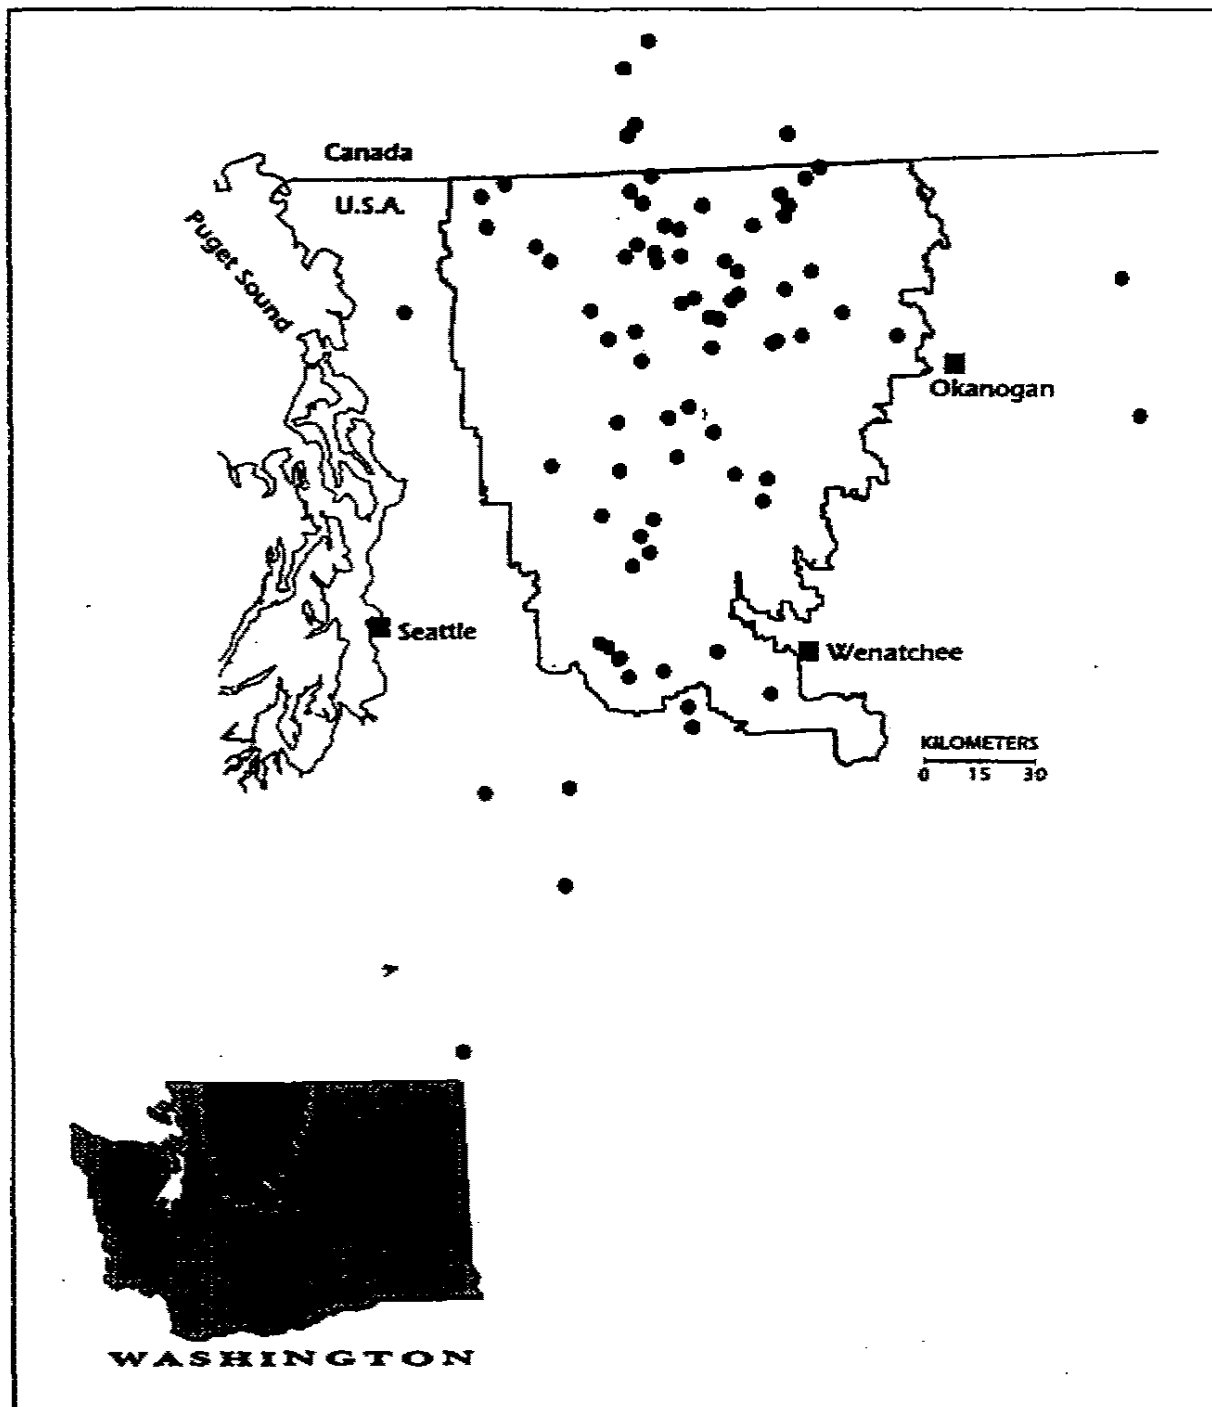 Canada
U.S.A.
Puget Sound
Okanogan
Seattle
Wenatchee
KILOMETERS
0 15 30
WASHINGTON